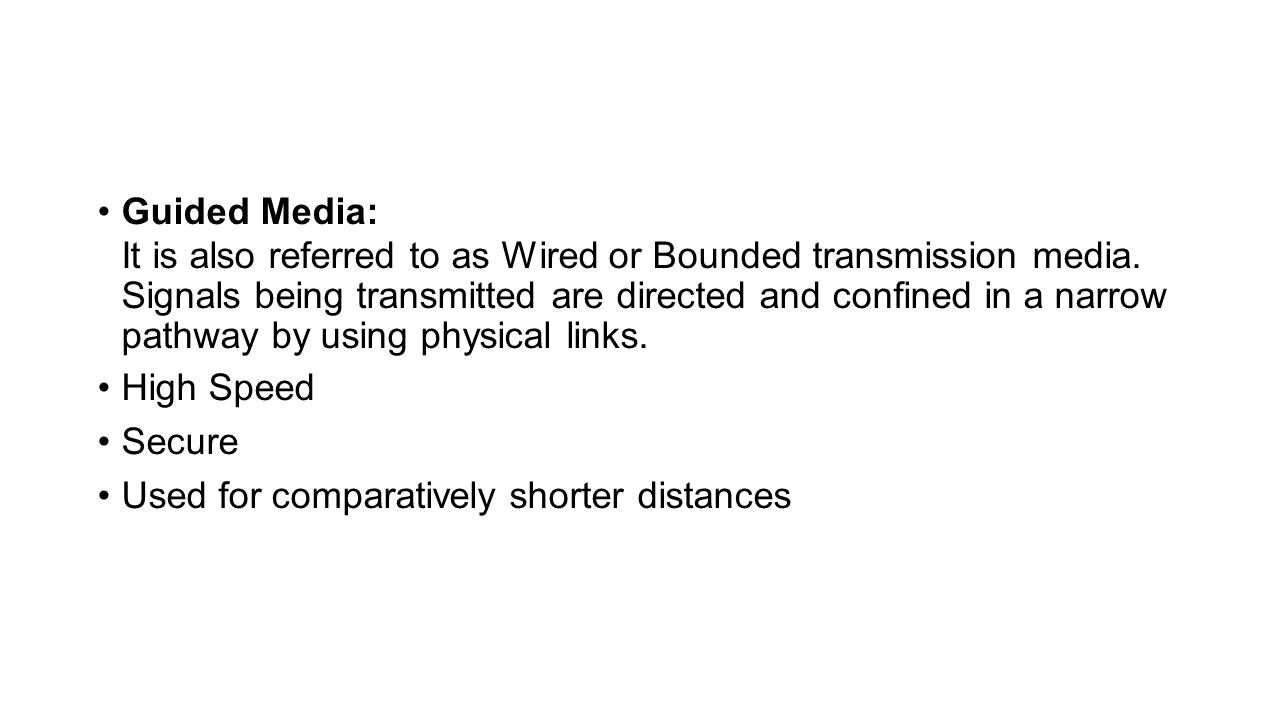 • Guided Media:
It is also referred to as Wired or Bounded transmission media.
Signals being transmitted are directed and confined in a narrow
pathway by using physical links.
• High Speed
• Secure
• Used for comparatively shorter distances